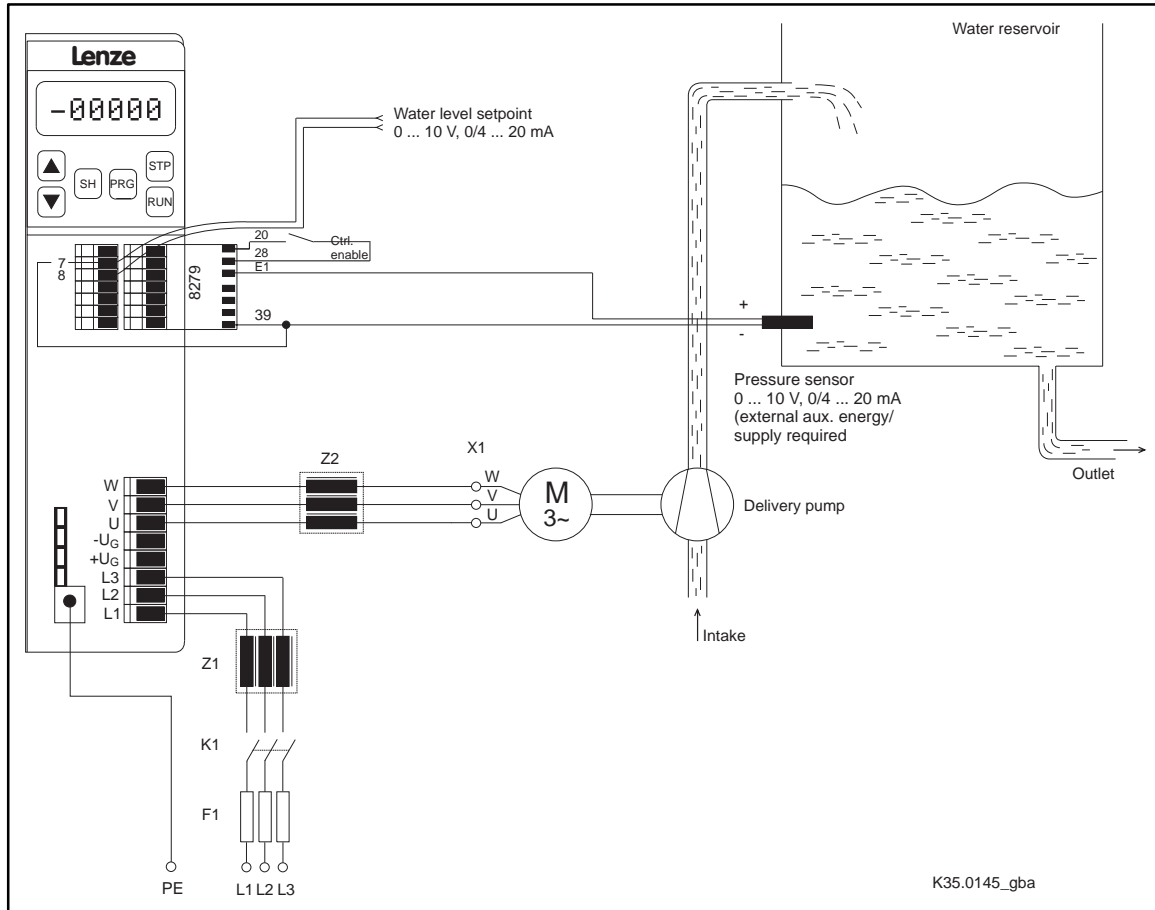 Lenze
-00000
SH
PRG
STP
RUN
Water level setpoint
0 ... 10 V, 0/4 ... 20 mA
Water reservoir
7
8
8279
20
Ctrl.
enable
28
E1
39
+
-
Pressure sensor
0 ... 10 V, 0/4 ... 20 mA
(external aux. energy/
supply required
Outlet
Z2
X1
W
V
U
-UG
+UG
L3
L2
L1
W
V
U
M
3~
Delivery pump
Intake
Z1
K1
F1
PE
L1 L2 L3
K35.0145_gba